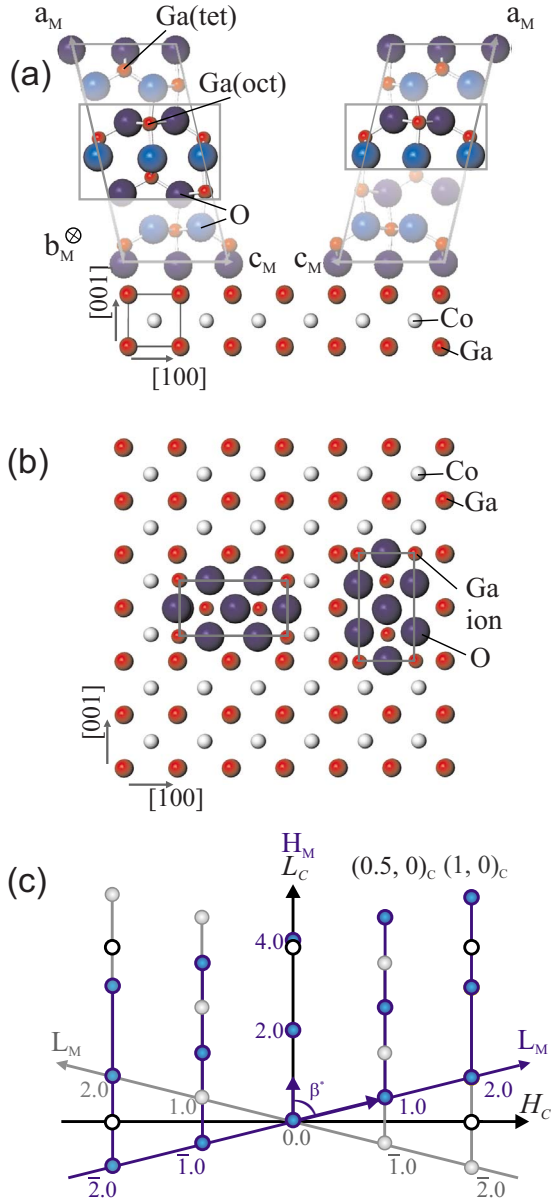 a_M Ga(tet) a_M
(a) Ga(oct)
O
b_M ⊗ c_M c_M
[001] Co
Ga
[100]
(b)
Co
Ga
Ga
ion
O
[001]
[100]
(c) H_M
L_C (0.5, 0)_C (1, 0)_C
4.0
2.0
L_M β* L_M
2.0 1.0 1.0 2.0
0.0 H_C
2̅.0 1̅.0 1̅.0 2̅.0